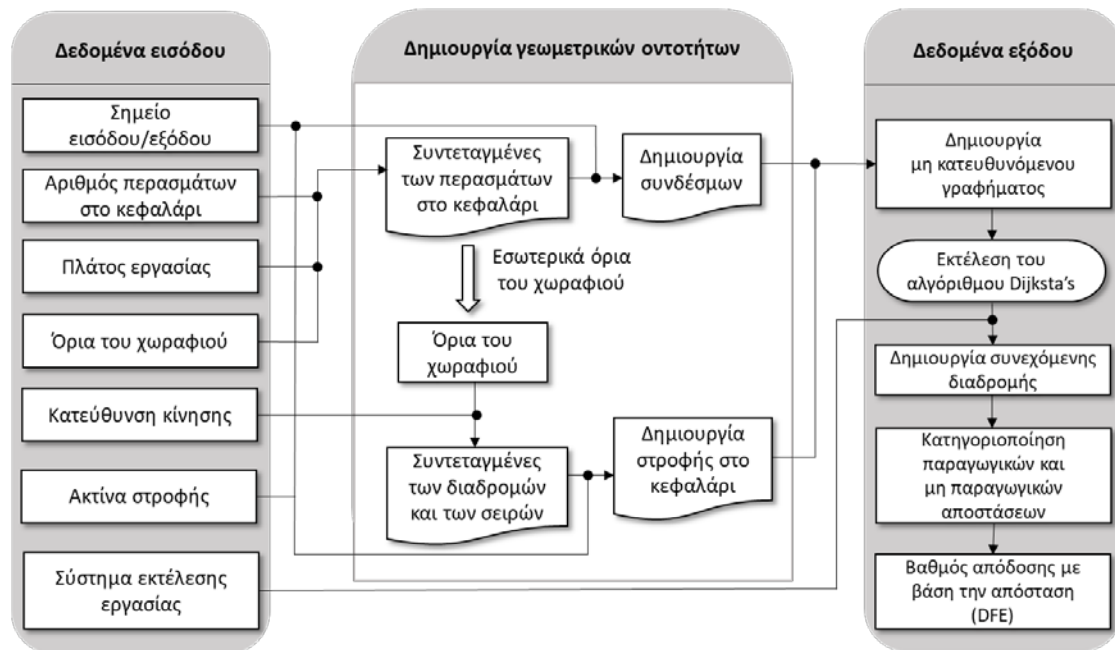 Δεδομένα εισόδου
Σημείο
εισόδου/εξόδου
Αριθμός περασμάτων
στο κεφαλάρι
Πλάτος εργασίας
Όρια του χωραφιού
Κατεύθυνση κίνησης
Ακτίνα στροφής
Σύστημα εκτέλεσης
εργασίας
Δημιουργία γεωμετρικών οντοτήτων
Συντεταγμένες
των περασμάτων
στο κεφαλάρι
Δημιουργία
συνδέσμων
Εσωτερικά όρια
του χωραφιού
Όρια του
χωραφιού
Συντεταγμένες
των διαδρομών
και των σειρών
Δημιουργία
στροφής στο
κεφαλάρι
Δεδομένα εξόδου
Δημιουργία
μη κατευθυνόμενου
γραφήματος
Εκτέλεση του
αλγόριθμου Dijksta's
Δημιουργία συνεχόμενης
διαδρομής
Κατηγοριοποίηση
παραγωγικών και
μη παραγωγικών
αποστάσεων
Βαθμός απόδοσης με
βάση την απόσταση
(DFE)